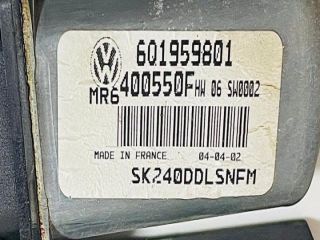 6Q1959801
MR6 400550F HW 06 SW0002
MADE IN FRANCE 04-04-02
SK240DDLSNFM